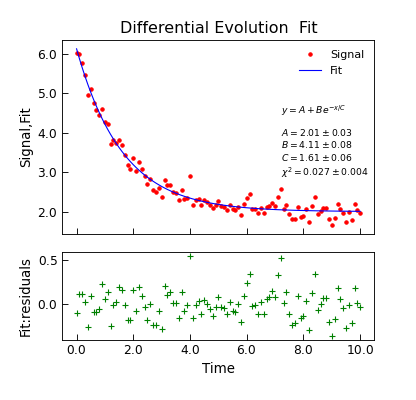 Differential Evolution Fit
6.0
5.0
4.0
3.0
2.0
Signal,Fit
Signal
Fit
y = A + Be^{-x/C}
A = 2.01 ± 0.03
B = 4.11 ± 0.08
C = 1.61 ± 0.06
χ² = 0.027 ± 0.004
0.5
0.0
Fit:residuals
0.0 2.0 4.0 6.0 8.0 10.0
Time